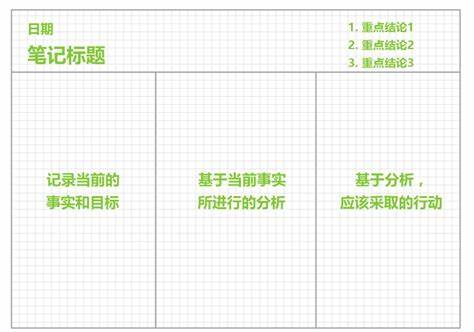 日期
笔记标题
1. 重点结论1
2. 重点结论2
3. 重点结论3
记录当前的
事实和目标
基于当前事实
所进行的分析
基于分析，
应该采取的行动